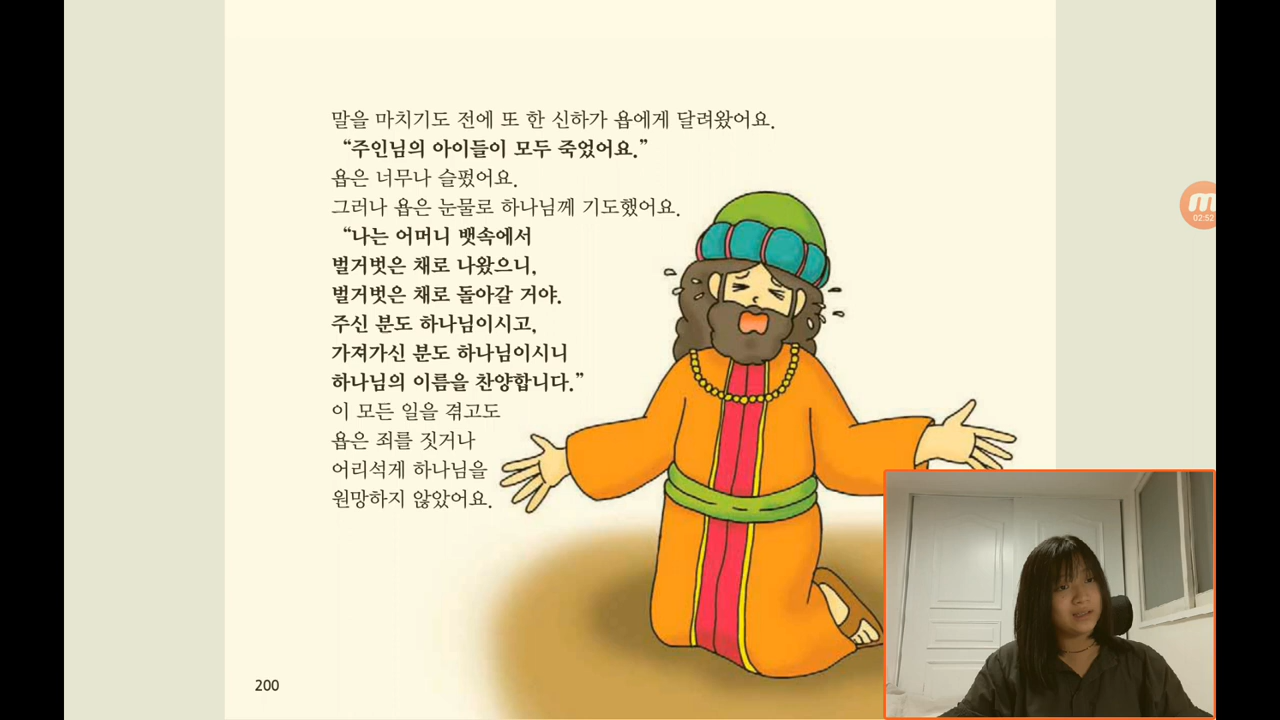 말을 마치기도 전에 또 한 신하가 욥에게 달려왔어요.
“주인님의 아이들이 모두 죽었어요.”
욥은 너무나 슬펐어요.
그러나 욥은 눈물로 하나님께 기도했어요.
“나는 어머니 뱃속에서
벌거벗은 채로 나왔으니,
벌거벗은 채로 돌아갈 거야.
주신 분도 하나님이시고,
가져가신 분도 하나님이시니
하나님의 이름을 찬양합니다.”
이 모든 일을 겪고도
욥은 죄를 짓거나
어리석게 하나님을
원망하지 않았어요.
200
02:52